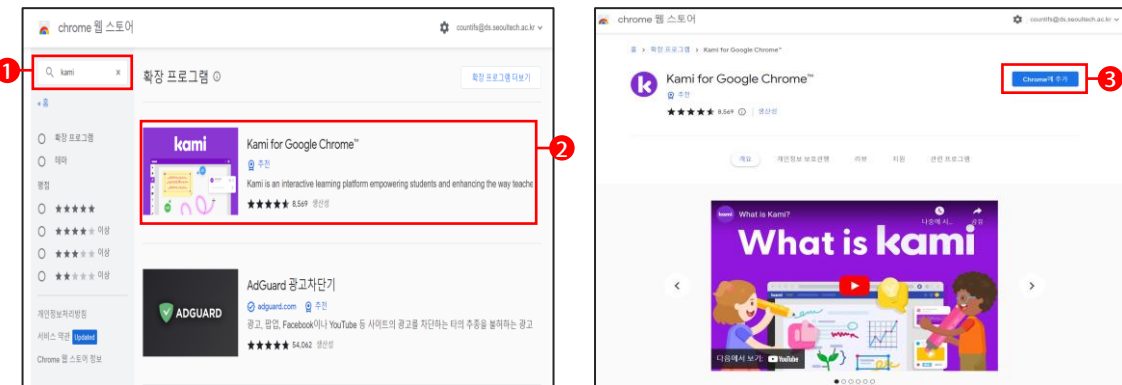 chrome 웹 스토어
countifs@ds.seoultech.ac.kr
1
kami
x
« 홈
확장 프로그램
테마
평점
★★★★★
★★★★★ 이상
★★★★★ 이상
★★★★★ 이상
개인정보처리방침
서비스 약관 Updated
Chrome 웹 스토어 정보
확장 프로그램
확장 프로그램 더보기
2
kami
Kami for Google Chrome™
추천
Kami is an interactive learning platform empowering students and enhancing the way teache
★★★★★ 8,569 생산성
ADGUARD
AdGuard 광고차단기
adguard.com 추천
광고, 팝업, Facebook이나 YouTube 등 사이트의 광고를 차단하는 타의 추종을 불허하는 광고
★★★★★ 54,062 생산성
chrome 웹 스토어
countifs@ds.seoultech.ac.kr
홈 › 확장 프로그램 › Kami for Google Chrome™
k
Kami for Google Chrome™
추천
★★★★★ 8,569 생산성
Chrome에 추가
3
개요 개인정보 보호관행 리뷰 지원 관련 프로그램
kami What is Kami?
나중에 시... 공유
What is kami
다음에서 보기: YouTube